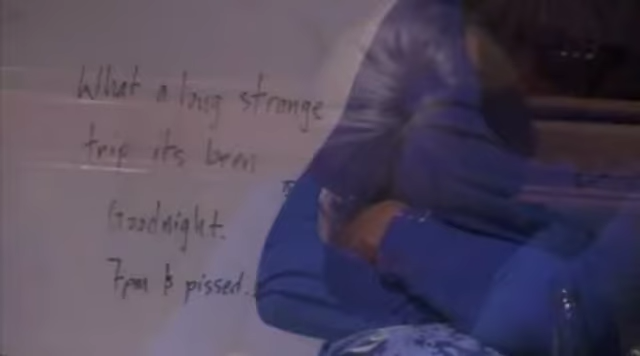 What a long strange
trip its been
Goodnight.
7pm & pissed.